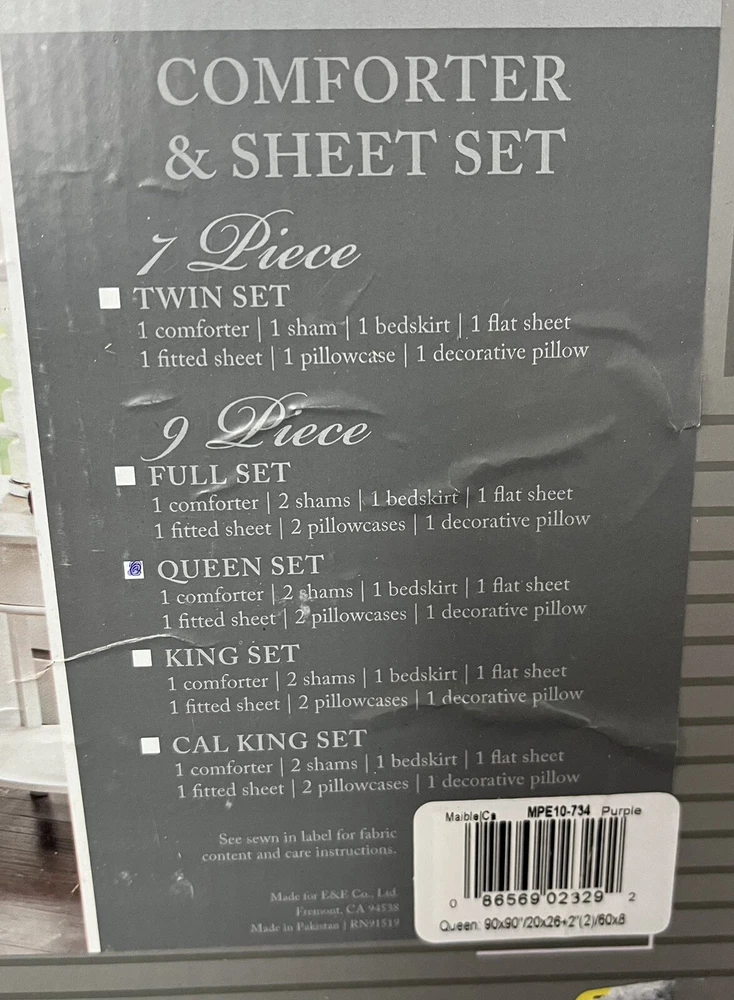 COMFORTER
& SHEET SET
7 Piece
TWIN SET
1 comforter | 1 sham | 1 bedskirt | 1 flat sheet
1 fitted sheet | 1 pillowcase | 1 decorative pillow
9 Piece
FULL SET
1 comforter | 2 shams | 1 bedskirt | 1 flat sheet
1 fitted sheet | 2 pillowcases | 1 decorative pillow
QUEEN SET
1 comforter | 2 shams | 1 bedskirt | 1 flat sheet
1 fitted sheet | 2 pillowcases | 1 decorative pillow
KING SET
1 comforter | 2 shams | 1 bedskirt | 1 flat sheet
1 fitted sheet | 2 pillowcases | 1 decorative pillow
CAL KING SET
1 comforter | 2 shams | 1 bedskirt | 1 flat sheet
1 fitted sheet | 2 pillowcases | 1 decorative pillow
See sewn in label for fabric
content and care instructions.
Made for E&E Co., Ltd.
Fremont, CA 94538
Made in Pakistan | RN91519
MPE10-734 Purple
0 86569 02329 2
Queen: 90x90"/20x26+2"(2)/60x8